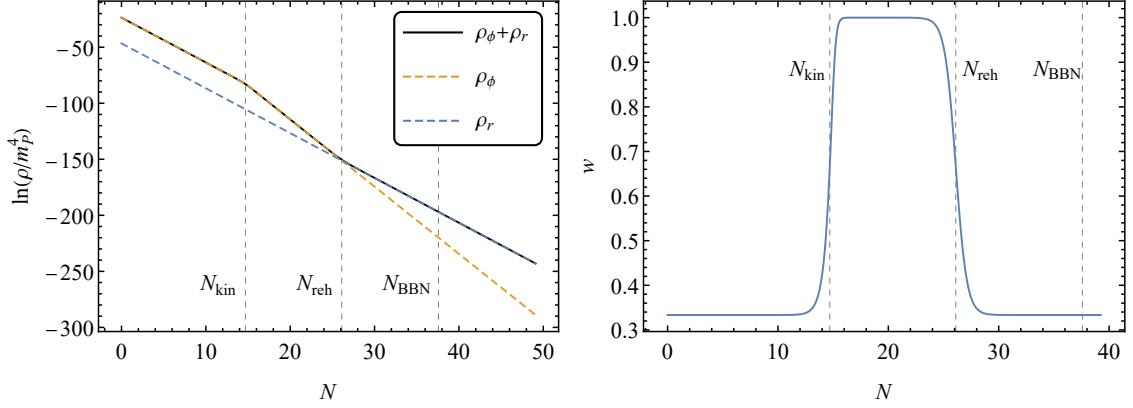 ρ_ϕ+ρ_r
ρ_ϕ
ρ_r
ln(ρ/m_P^4)
−50
−100
−150
−200
−250
−300
N_kin
N_reh
N_BBN
0 10 20 30 40 50
N
w
1.0
0.9
0.8
0.7
0.6
0.5
0.4
0.3
N_kin
N_reh
N_BBN
0 10 20 30 40
N